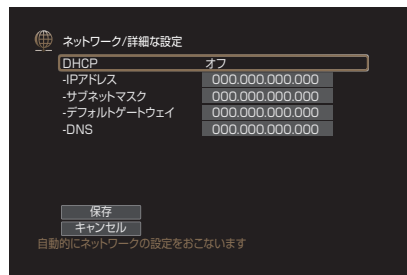 ネットワーク/詳細な設定
DHCP オフ
-IPアドレス 000.000.000.000
-サブネットマスク 000.000.000.000
-デフォルトゲートウェイ 000.000.000.000
-DNS 000.000.000.000
保存
キャンセル
自動的にネットワークの設定をおこないます